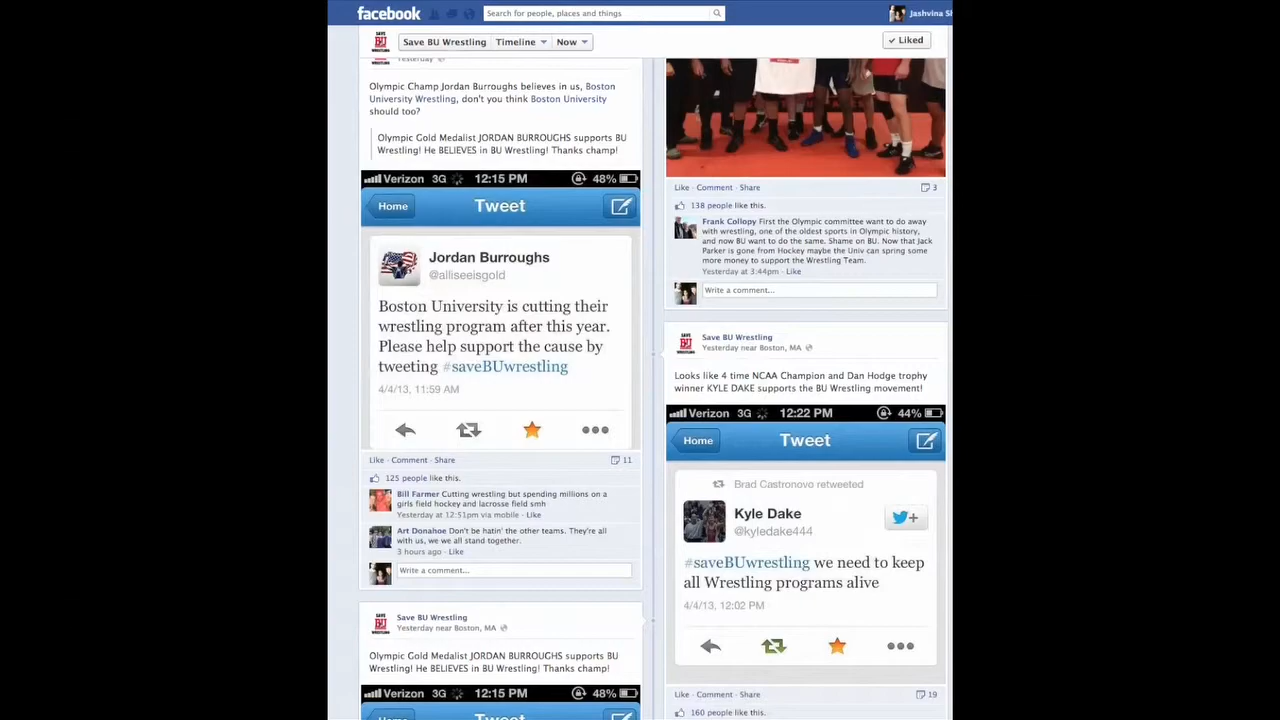 facebook
Search for people, places and things
Jashvina
SAVE
BU
WRESTLING
Save BU Wrestling
Timeline
Now
✓ Liked
Yesterday
Olympic Champ Jordan Burroughs believes in us, Boston
University Wrestling, don't you think Boston University
should too?
Olympic Gold Medalist JORDAN BURROUGHS supports BU
Wrestling! He BELIEVES in BU Wrestling! Thanks champ!
Verizon 3G 12:15 PM 48%
Home
Tweet
Jordan Burroughs
@alliseeisgold
Boston University is cutting their
wrestling program after this year.
Please help support the cause by
tweeting #saveBUwrestling
4/4/13, 11:59 AM
Like · Comment · Share
11
125 people like this.
Bill Farmer Cutting wrestling but spending millions on a
girls field hockey and lacrosse field smh
Yesterday at 12:51pm via mobile · Like
Art Donahoe Don't be hatin' the other teams. They're all
with us, we we all stand together.
3 hours ago · Like
Write a comment...
SAVE
BU
WRESTLING
Save BU Wrestling
Yesterday near Boston, MA
Olympic Gold Medalist JORDAN BURROUGHS supports BU
Wrestling! He BELIEVES in BU Wrestling! Thanks champ!
Verizon 3G 12:15 PM 48%
Home
Tweet
Like · Comment · Share
3
138 people like this.
Frank Collopy First the Olympic committee want to do away
with wrestling, one of the oldest sports in Olympic history,
and now BU want to do the same. Shame on BU. Now that Jack
Parker is gone from Hockey maybe the Univ can spring some
more money to support the Wrestling Team.
Yesterday at 3:44pm · Like
Write a comment...
SAVE
BU
WRESTLING
Save BU Wrestling
Yesterday near Boston, MA
Looks like 4 time NCAA Champion and Dan Hodge trophy
winner KYLE DAKE supports the BU Wrestling movement!
Verizon 3G 12:22 PM 44%
Home
Tweet
Brad Castronovo retweeted
Kyle Dake
@kyledake444
#saveBUwrestling we need to keep
all Wrestling programs alive
4/4/13, 12:02 PM
Like · Comment · Share
19
160 people like this.